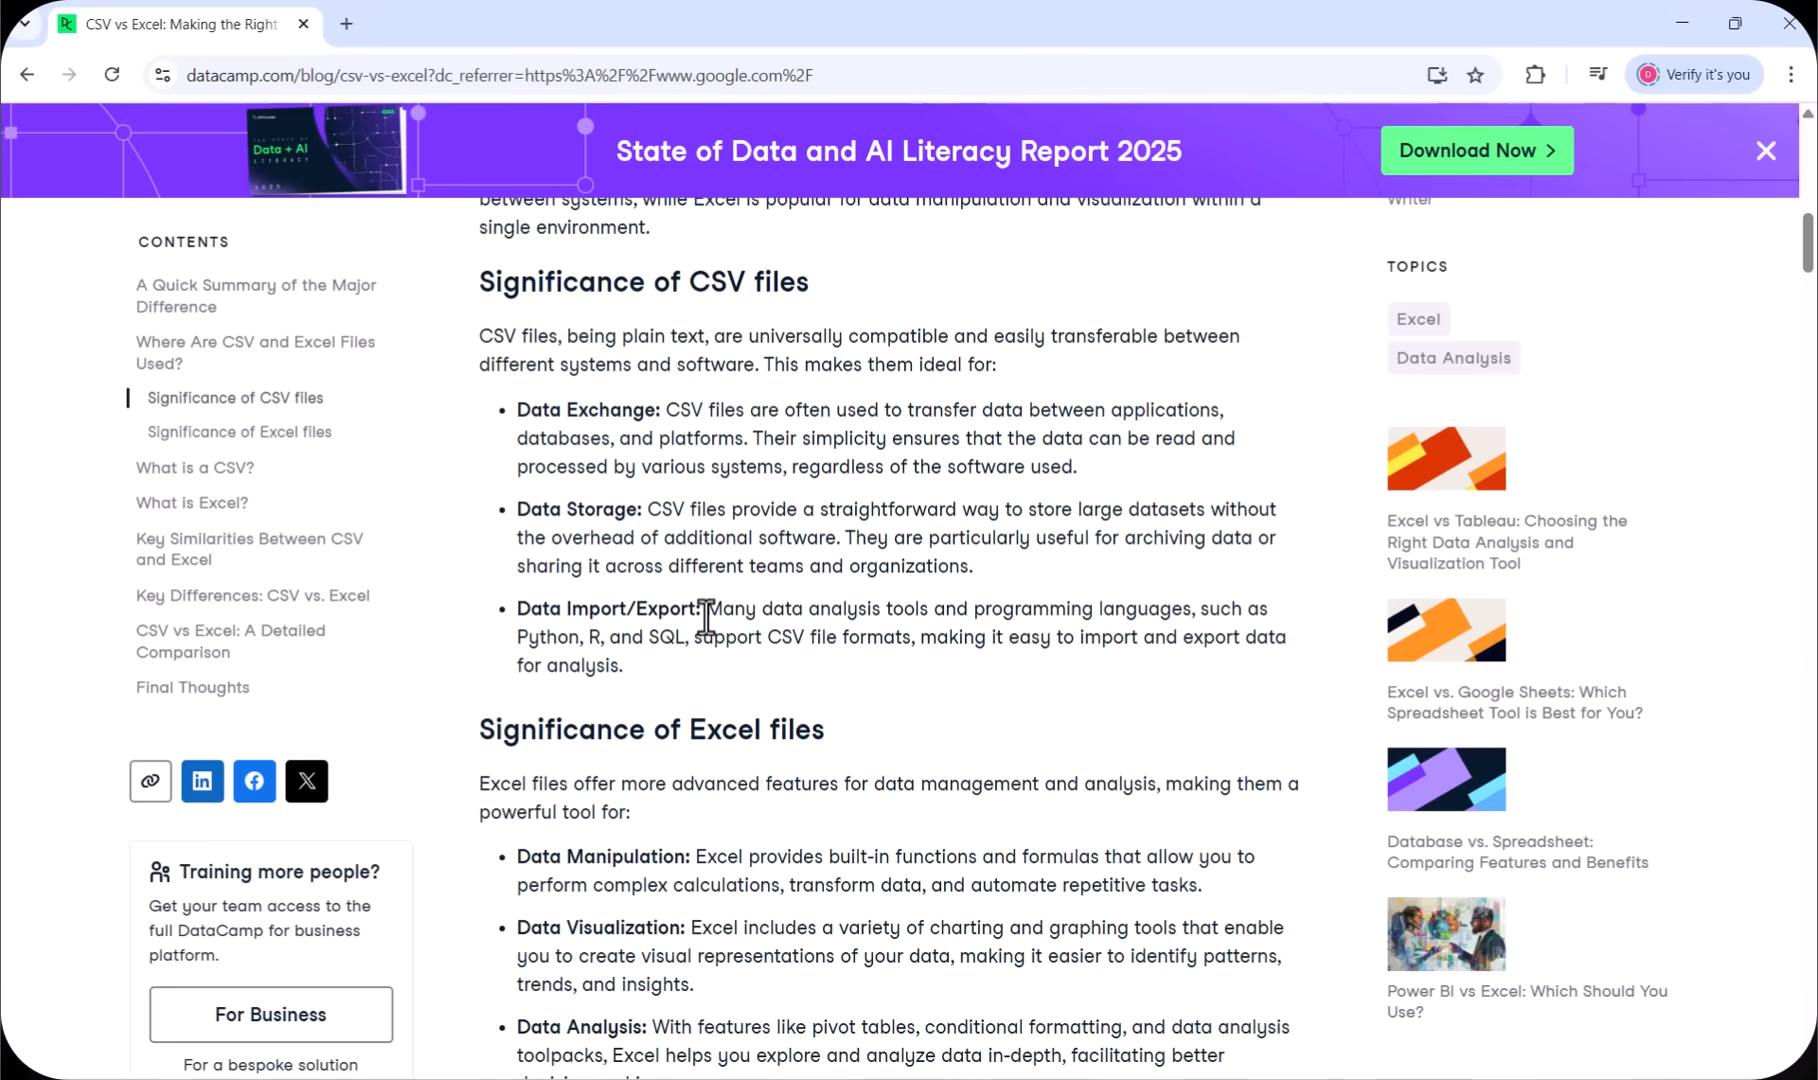 CSV vs Excel: Making the Right
datacamp.com/blog/csv-vs-excel?dc_referrer=https%3A%2F%2Fwww.google.com%2F
D
Verify it's you
Data + AI
LITERACY
2025
State of Data and AI Literacy Report 2025
Download Now >
between systems, while Excel is popular for data manipulation and visualization within a
single environment.
Writer
CONTENTS
A Quick Summary of the Major
Difference
Where Are CSV and Excel Files
Used?
Significance of CSV files
Significance of Excel files
What is a CSV?
What is Excel?
Key Similarities Between CSV
and Excel
Key Differences: CSV vs. Excel
CSV vs Excel: A Detailed
Comparison
Final Thoughts
Training more people?
Get your team access to the
full DataCamp for business
platform.
For Business
For a bespoke solution
Significance of CSV files
CSV files, being plain text, are universally compatible and easily transferable between
different systems and software. This makes them ideal for:
• Data Exchange: CSV files are often used to transfer data between applications,
databases, and platforms. Their simplicity ensures that the data can be read and
processed by various systems, regardless of the software used.
• Data Storage: CSV files provide a straightforward way to store large datasets without
the overhead of additional software. They are particularly useful for archiving data or
sharing it across different teams and organizations.
• Data Import/Export: Many data analysis tools and programming languages, such as
Python, R, and SQL, support CSV file formats, making it easy to import and export data
for analysis.
Significance of Excel files
Excel files offer more advanced features for data management and analysis, making them a
powerful tool for:
• Data Manipulation: Excel provides built-in functions and formulas that allow you to
perform complex calculations, transform data, and automate repetitive tasks.
• Data Visualization: Excel includes a variety of charting and graphing tools that enable
you to create visual representations of your data, making it easier to identify patterns,
trends, and insights.
• Data Analysis: With features like pivot tables, conditional formatting, and data analysis
toolpacks, Excel helps you explore and analyze data in-depth, facilitating better
TOPICS
Excel
Data Analysis
Excel vs Tableau: Choosing the
Right Data Analysis and
Visualization Tool
Excel vs. Google Sheets: Which
Spreadsheet Tool is Best for You?
Database vs. Spreadsheet:
Comparing Features and Benefits
Power BI vs Excel: Which Should You
Use?